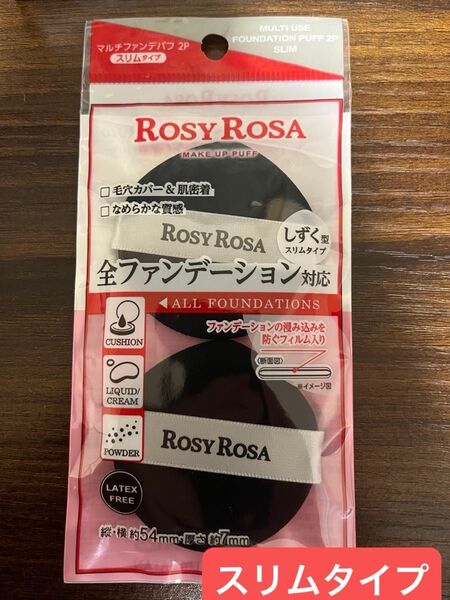 マルチファンデパフ 2P
スリムタイプ
MULTI USE
FOUNDATION PUFF 2P
SLIM
ROSY ROSA
MAKE UP PUFF
□ 毛穴カバー & 肌密着
□ なめらかな質感
ROSY ROSA
しずく型
スリムタイプ
全ファンデーション対応
◀ALL FOUNDATIONS
CUSHION
LIQUID/
CREAM
POWDER
ファンデーションの浸み込みを
防ぐフィルム入り
〈断面図〉
※イメージ図
ROSY ROSA
LATEX
FREE
縦・横 約54mm・厚さ 約7mm
スリムタイプ